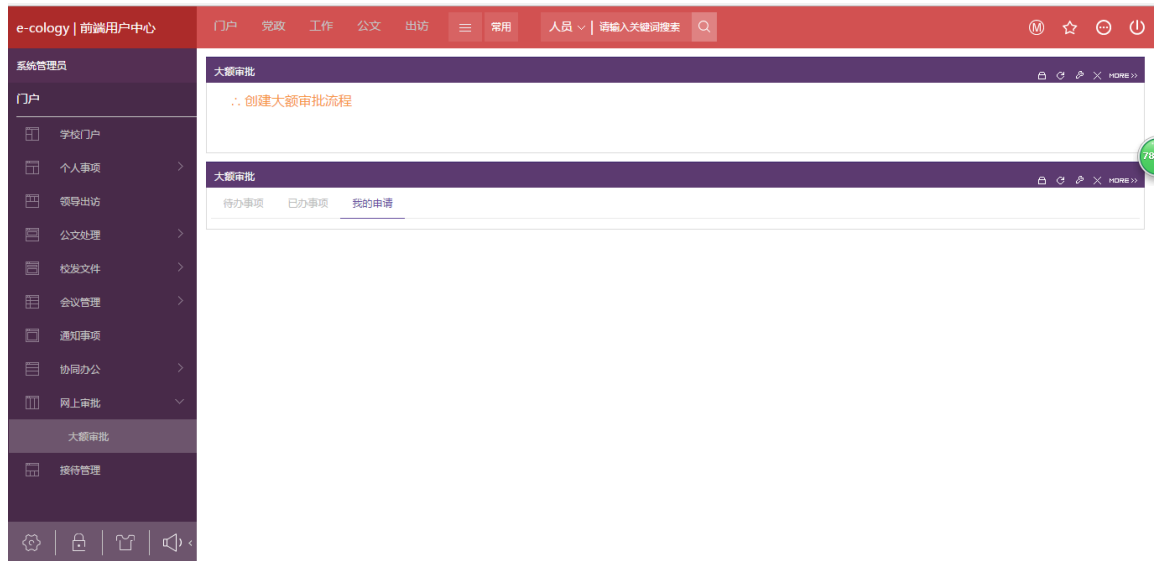 e-cology | 前端用户中心
门户 党政 工作 公文 出访 常用 人员 | 请输入关键词搜索
M
系统管理员
门户
学校门户
个人事项
领导出访
公文处理
校发文件
会议管理
通知事项
协同办公
网上审批
大额审批
接待管理
大额审批 MORE>>
∴ 创建大额审批流程
78
大额审批 MORE>>
待办事项 已办事项 我的申请